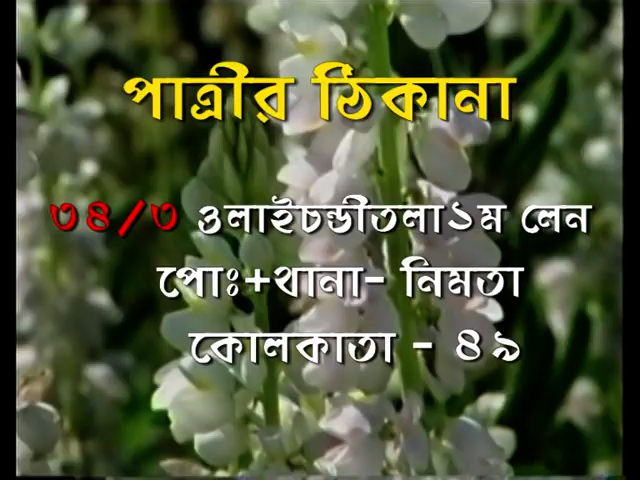 পাত্রীর ঠিকানা
৩৪/৩ ওলাইচন্ডীতলা১ম লেন
পোঃ+থানা- নিমতা
কোলকাতা - ৪৯